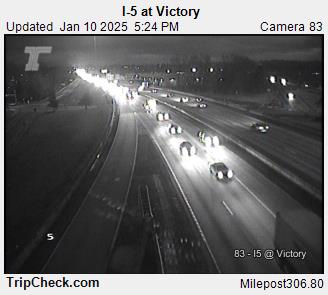 I-5 at Victory
Updated  Jan 10 2025  5:24 PM
Camera 83
T
S
83 - I5 @ Victory
TripCheck.com
Milepost306.80